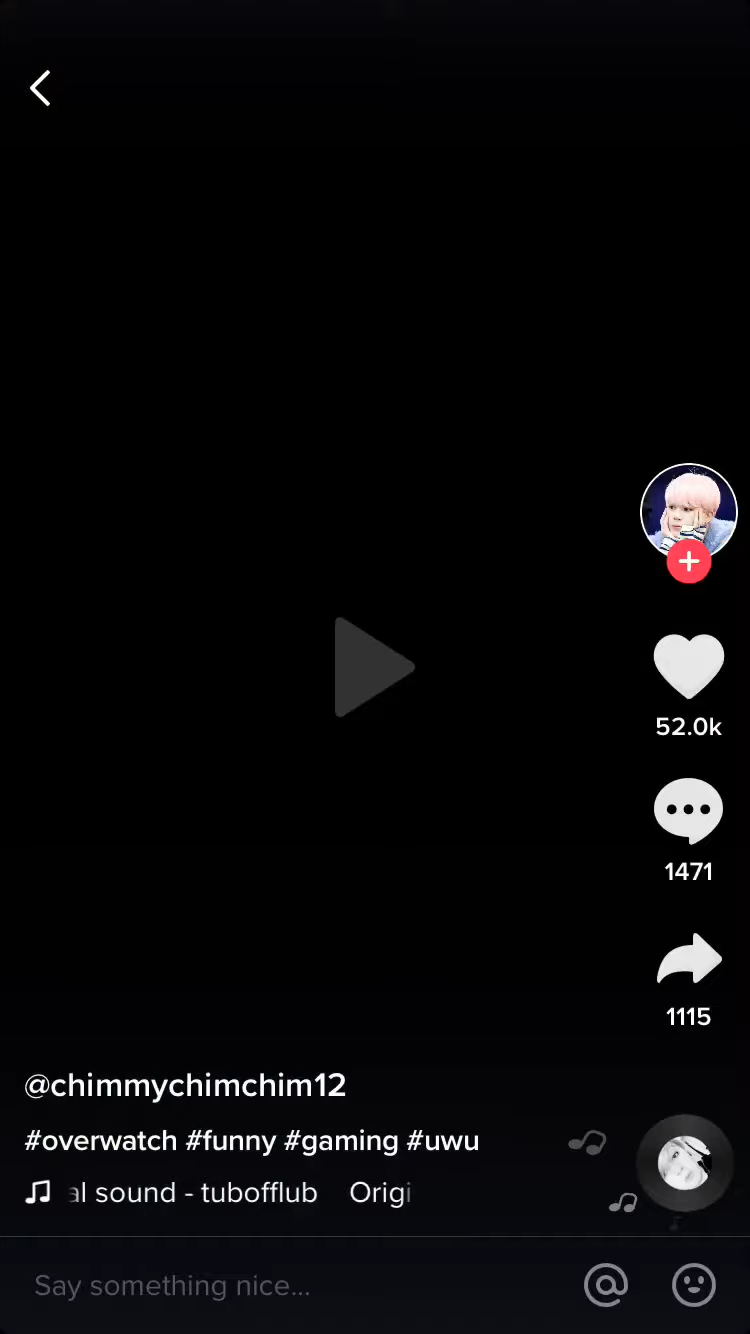 52.0k
1471
1115
@chimmychimchim12
#overwatch #funny #gaming #uwu
al sound - tubofflub Origi
Say something nice...